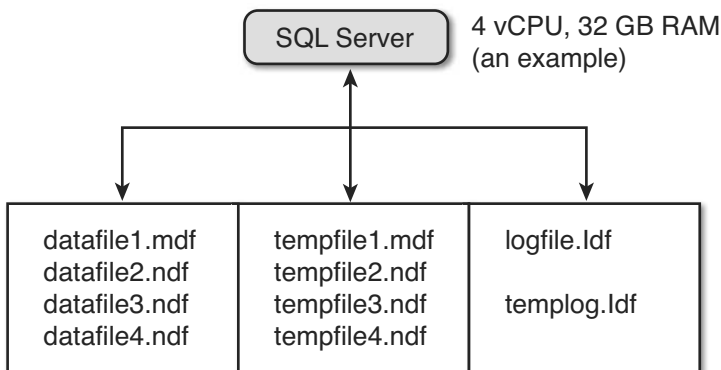 SQL Server
4 vCPU, 32 GB RAM
(an example)
datafile1.mdf
datafile2.ndf
datafile3.ndf
datafile4.ndf
tempfile1.mdf
tempfile2.ndf
tempfile3.ndf
tempfile4.ndf
logfile.ldf
templog.ldf